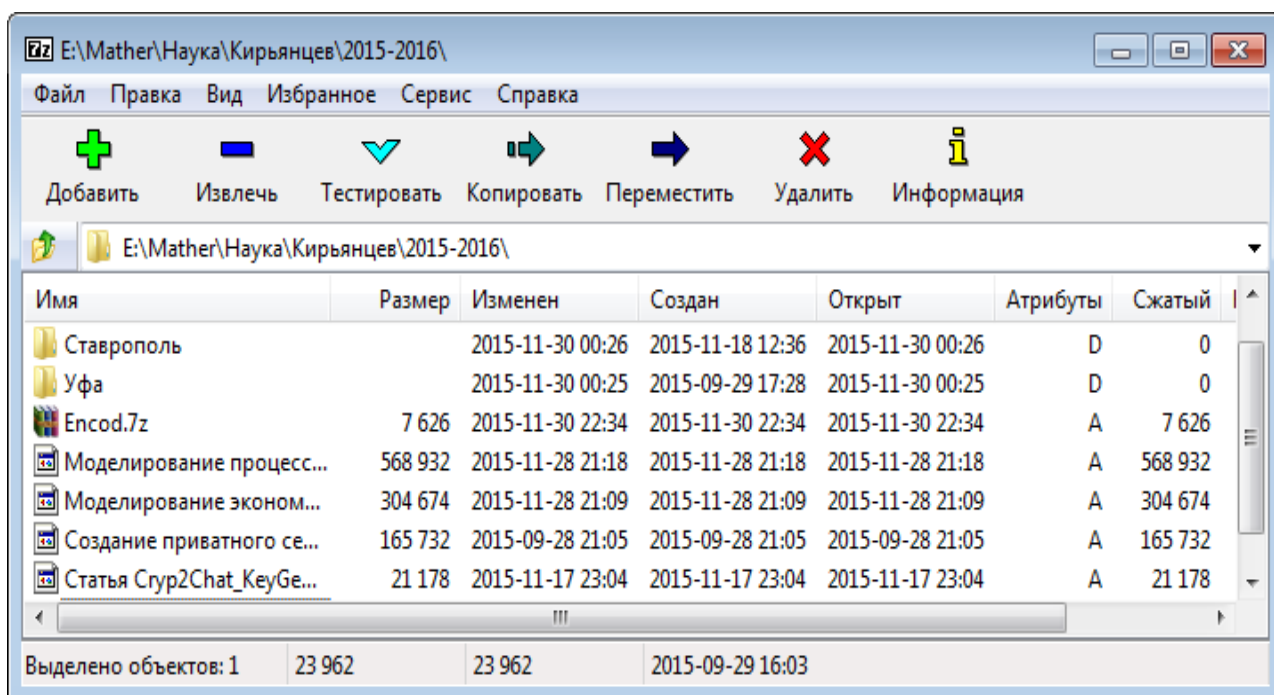 7z E:\Mather\Наука\Кирьянцев\2015-2016\
Файл Правка Вид Избранное Сервис Справка
Добавить Извлечь Тестировать Копировать Переместить Удалить Информация
E:\Mather\Наука\Кирьянцев\2015-2016\
Имя Размер Изменен Создан Открыт Атрибуты Сжатый
Ставрополь 2015-11-30 00:26 2015-11-18 12:36 2015-11-30 00:26 D 0
Уфа 2015-11-30 00:25 2015-09-29 17:28 2015-11-30 00:25 D 0
Encod.7z 7 626 2015-11-30 22:34 2015-11-30 22:34 2015-11-30 22:34 A 7 626
Моделирование процесс... 568 932 2015-11-28 21:18 2015-11-28 21:18 2015-11-28 21:18 A 568 932
Моделирование эконом... 304 674 2015-11-28 21:09 2015-11-28 21:09 2015-11-28 21:09 A 304 674
Создание приватного се... 165 732 2015-09-28 21:05 2015-09-28 21:05 2015-09-28 21:05 A 165 732
Статья Cryp2Chat_KeyGe... 21 178 2015-11-17 23:04 2015-11-17 23:04 2015-11-17 23:04 A 21 178
Выделено объектов: 1 23 962 23 962 2015-09-29 16:03